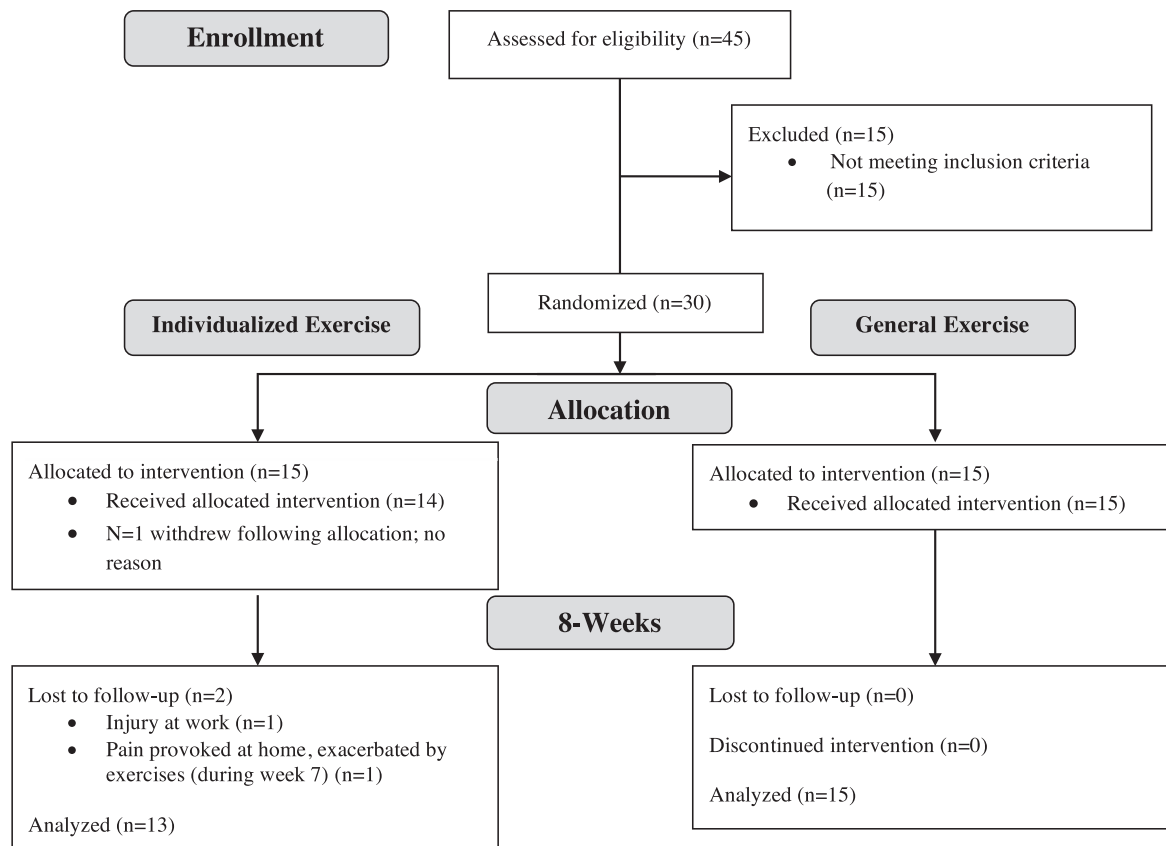 Enrollment
Assessed for eligibility (n=45)
Excluded (n=15)
• Not meeting inclusion criteria
(n=15)
Randomized (n=30)
Individualized Exercise
General Exercise
Allocation
Allocated to intervention (n=15)
• Received allocated intervention (n=14)
• N=1 withdrew following allocation; no
reason
Allocated to intervention (n=15)
• Received allocated intervention (n=15)
8-Weeks
Lost to follow-up (n=2)
• Injury at work (n=1)
• Pain provoked at home, exacerbated by
exercises (during week 7) (n=1)
Analyzed (n=13)
Lost to follow-up (n=0)
Discontinued intervention (n=0)
Analyzed (n=15)